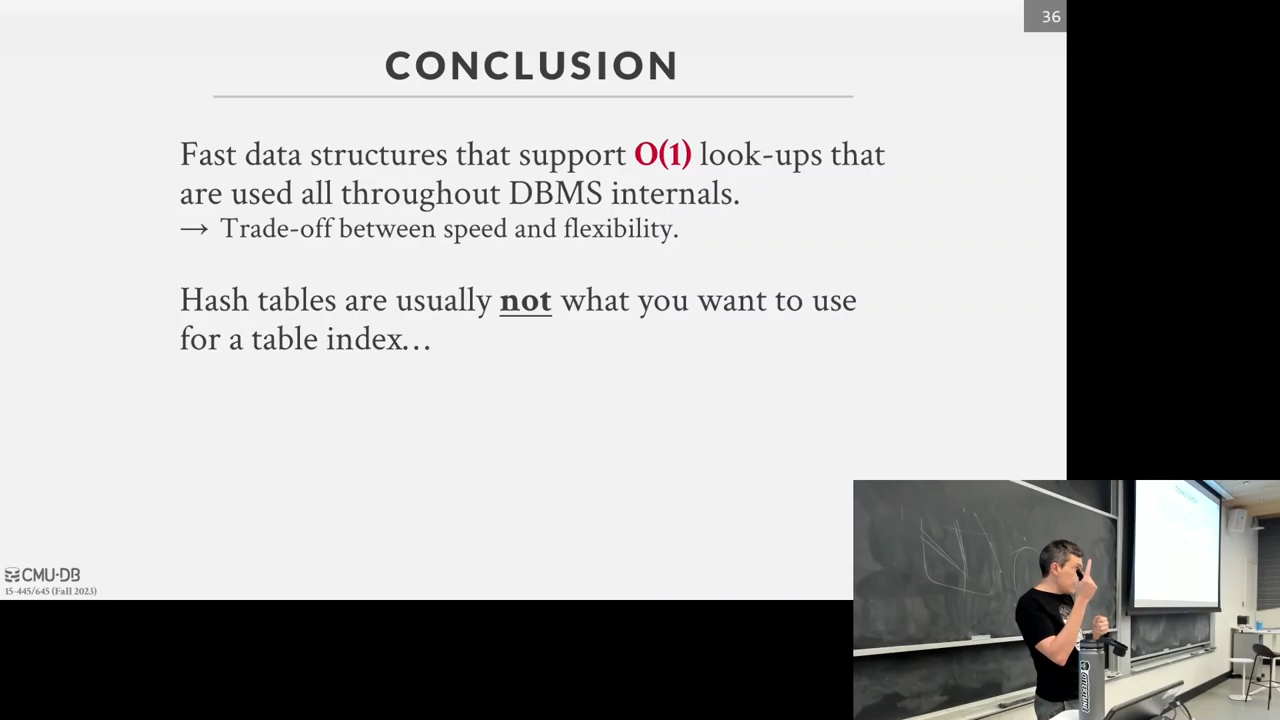 36
CONCLUSION
Fast data structures that support O(1) look-ups that
are used all throughout DBMS internals.
→ Trade-off between speed and flexibility.
Hash tables are usually not what you want to use
for a table index…
CMU·DB
15-445/645 (Fall 2023)
CONCLUSION
OTTERTUNE